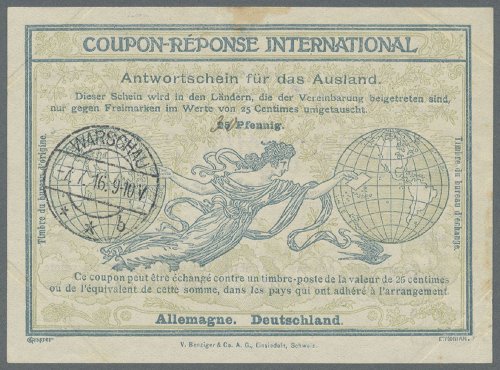 COUPON-RÉPONSE INTERNATIONAL
Antwortschein für das Ausland.
Dieser Schein wird in den Ländern, die der Vereinbarung beigetreten sind,
nur gegen Freimarken im Werte von 25 Centimes umgetauscht.
Pfennig.
Timbre du bureau d'origine.
WARSCHAU
-7.7.16.9-10V
* * b
Timbre du bureau d'échange.
Ce coupon peut être échangé contre un timbre-poste de la valeur de 25 centimes
ou de l'équivalent de cette somme, dans les pays qui ont adhéré à l'arrangement
Allemagne. Deutschland.
V. Benziger & Co. A. G., Einsiedeln, Schweiz.